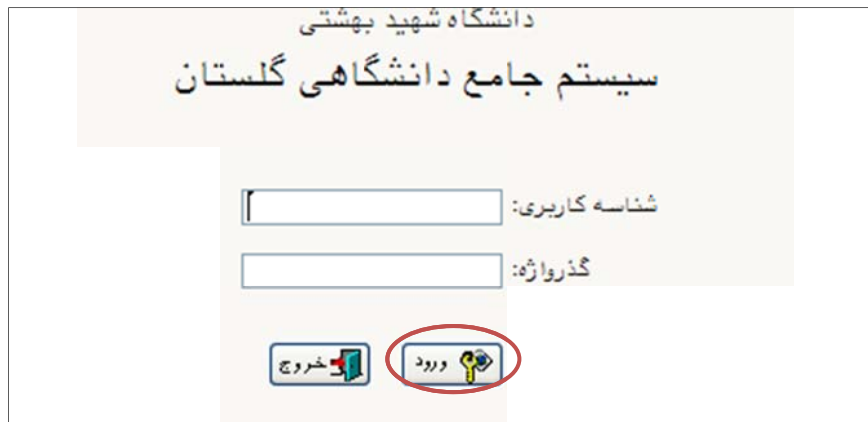 دانشگاه شهید بهشتی
سیستم جامع دانشگاهی گلستان
شناسه کاربری:
گذرواژه:
ورود
خروج